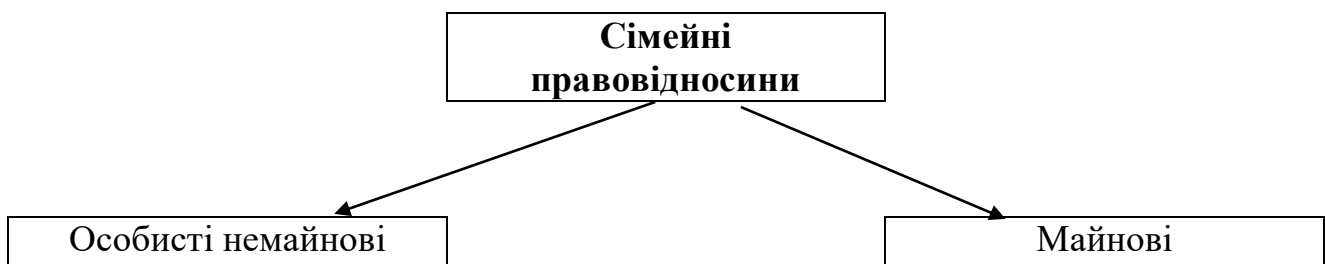 Сімейні
правовідносини
Особисті немайнові
Майнові